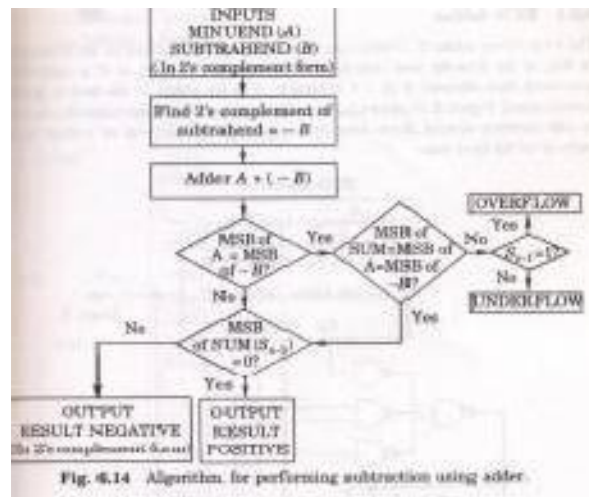 INPUTS
MINUEND (A)
SUBTRAHEND (B)
(In 2's complement form)
Find 2's complement of
subtrahend = - B
Adder A + (- B)
MSB of
A = MSB
of - B?
Yes
MSB of
SUM=MSB of
A=MSB of
-B?
No
OVERFLOW
Yes
No
UNDERFLOW
No
Yes
MSB
of SUM
= 0?
No
Yes
OUTPUT
RESULT NEGATIVE
(In 2's complement form)
OUTPUT
RESULT
POSITIVE
Fig. 6.14 Algorithm for performing subtraction using adder.